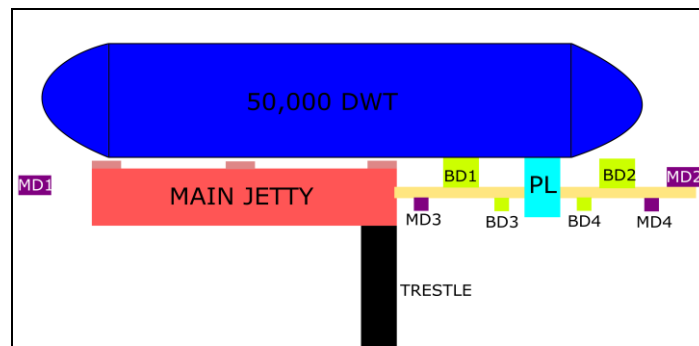 50,000 DWT
MD1
MAIN JETTY
BD1
PL
BD2
MD2
MD3
BD3
BD4
MD4
TRESTLE